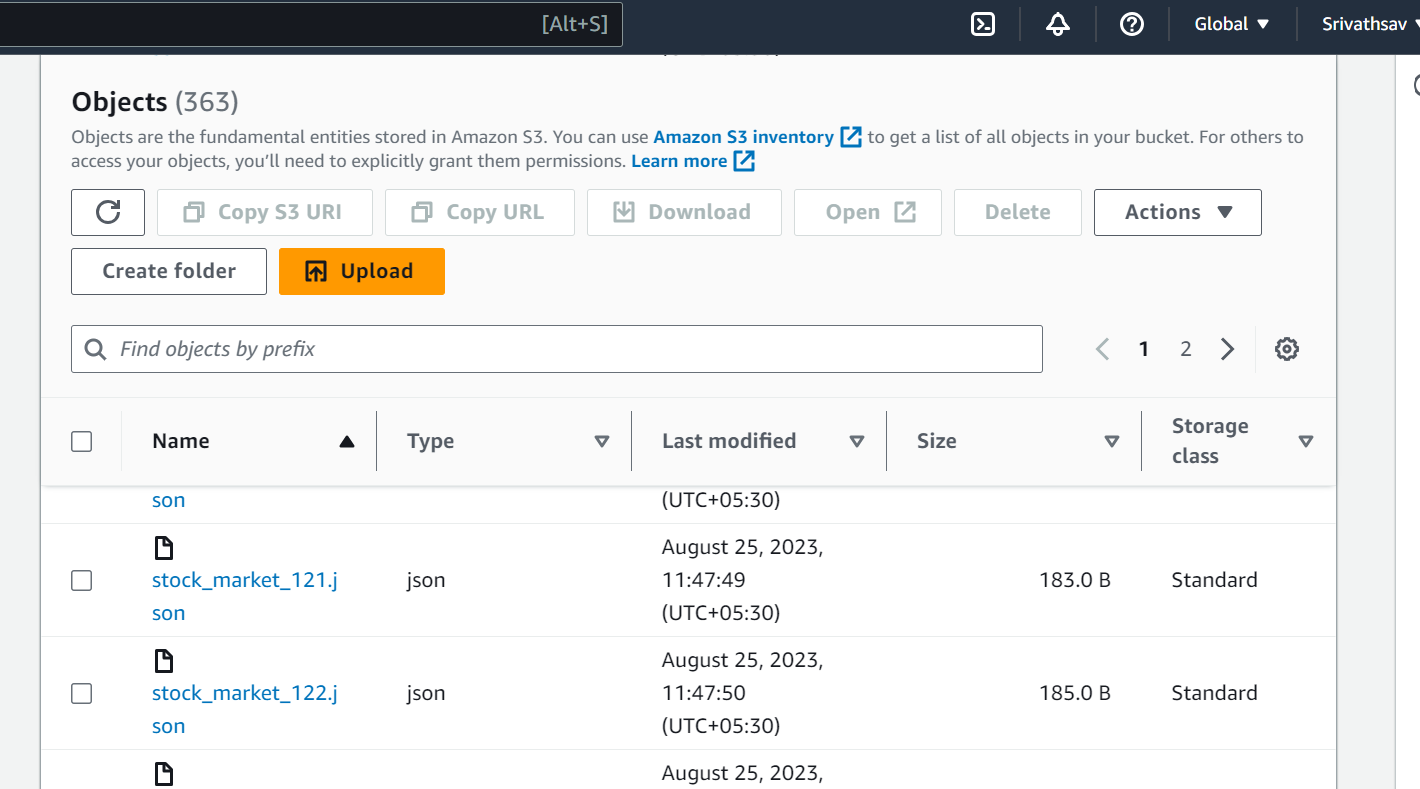 [Alt+S]
Global
Srivathsav
Objects (363)
Objects are the fundamental entities stored in Amazon S3. You can use Amazon S3 inventory to get a list of all objects in your bucket. For others to
access your objects, you'll need to explicitly grant them permissions. Learn more
Copy S3 URI
Copy URL
Download
Open
Delete
Actions
Create folder
Upload
Find objects by prefix
1
2
Name
Type
Last modified
Size
Storage
class
son
(UTC+05:30)
August 25, 2023,
stock_market_121.j
json
11:47:49
183.0 B
Standard
son
(UTC+05:30)
August 25, 2023,
stock_market_122.j
json
11:47:50
185.0 B
Standard
son
(UTC+05:30)
August 25, 2023,